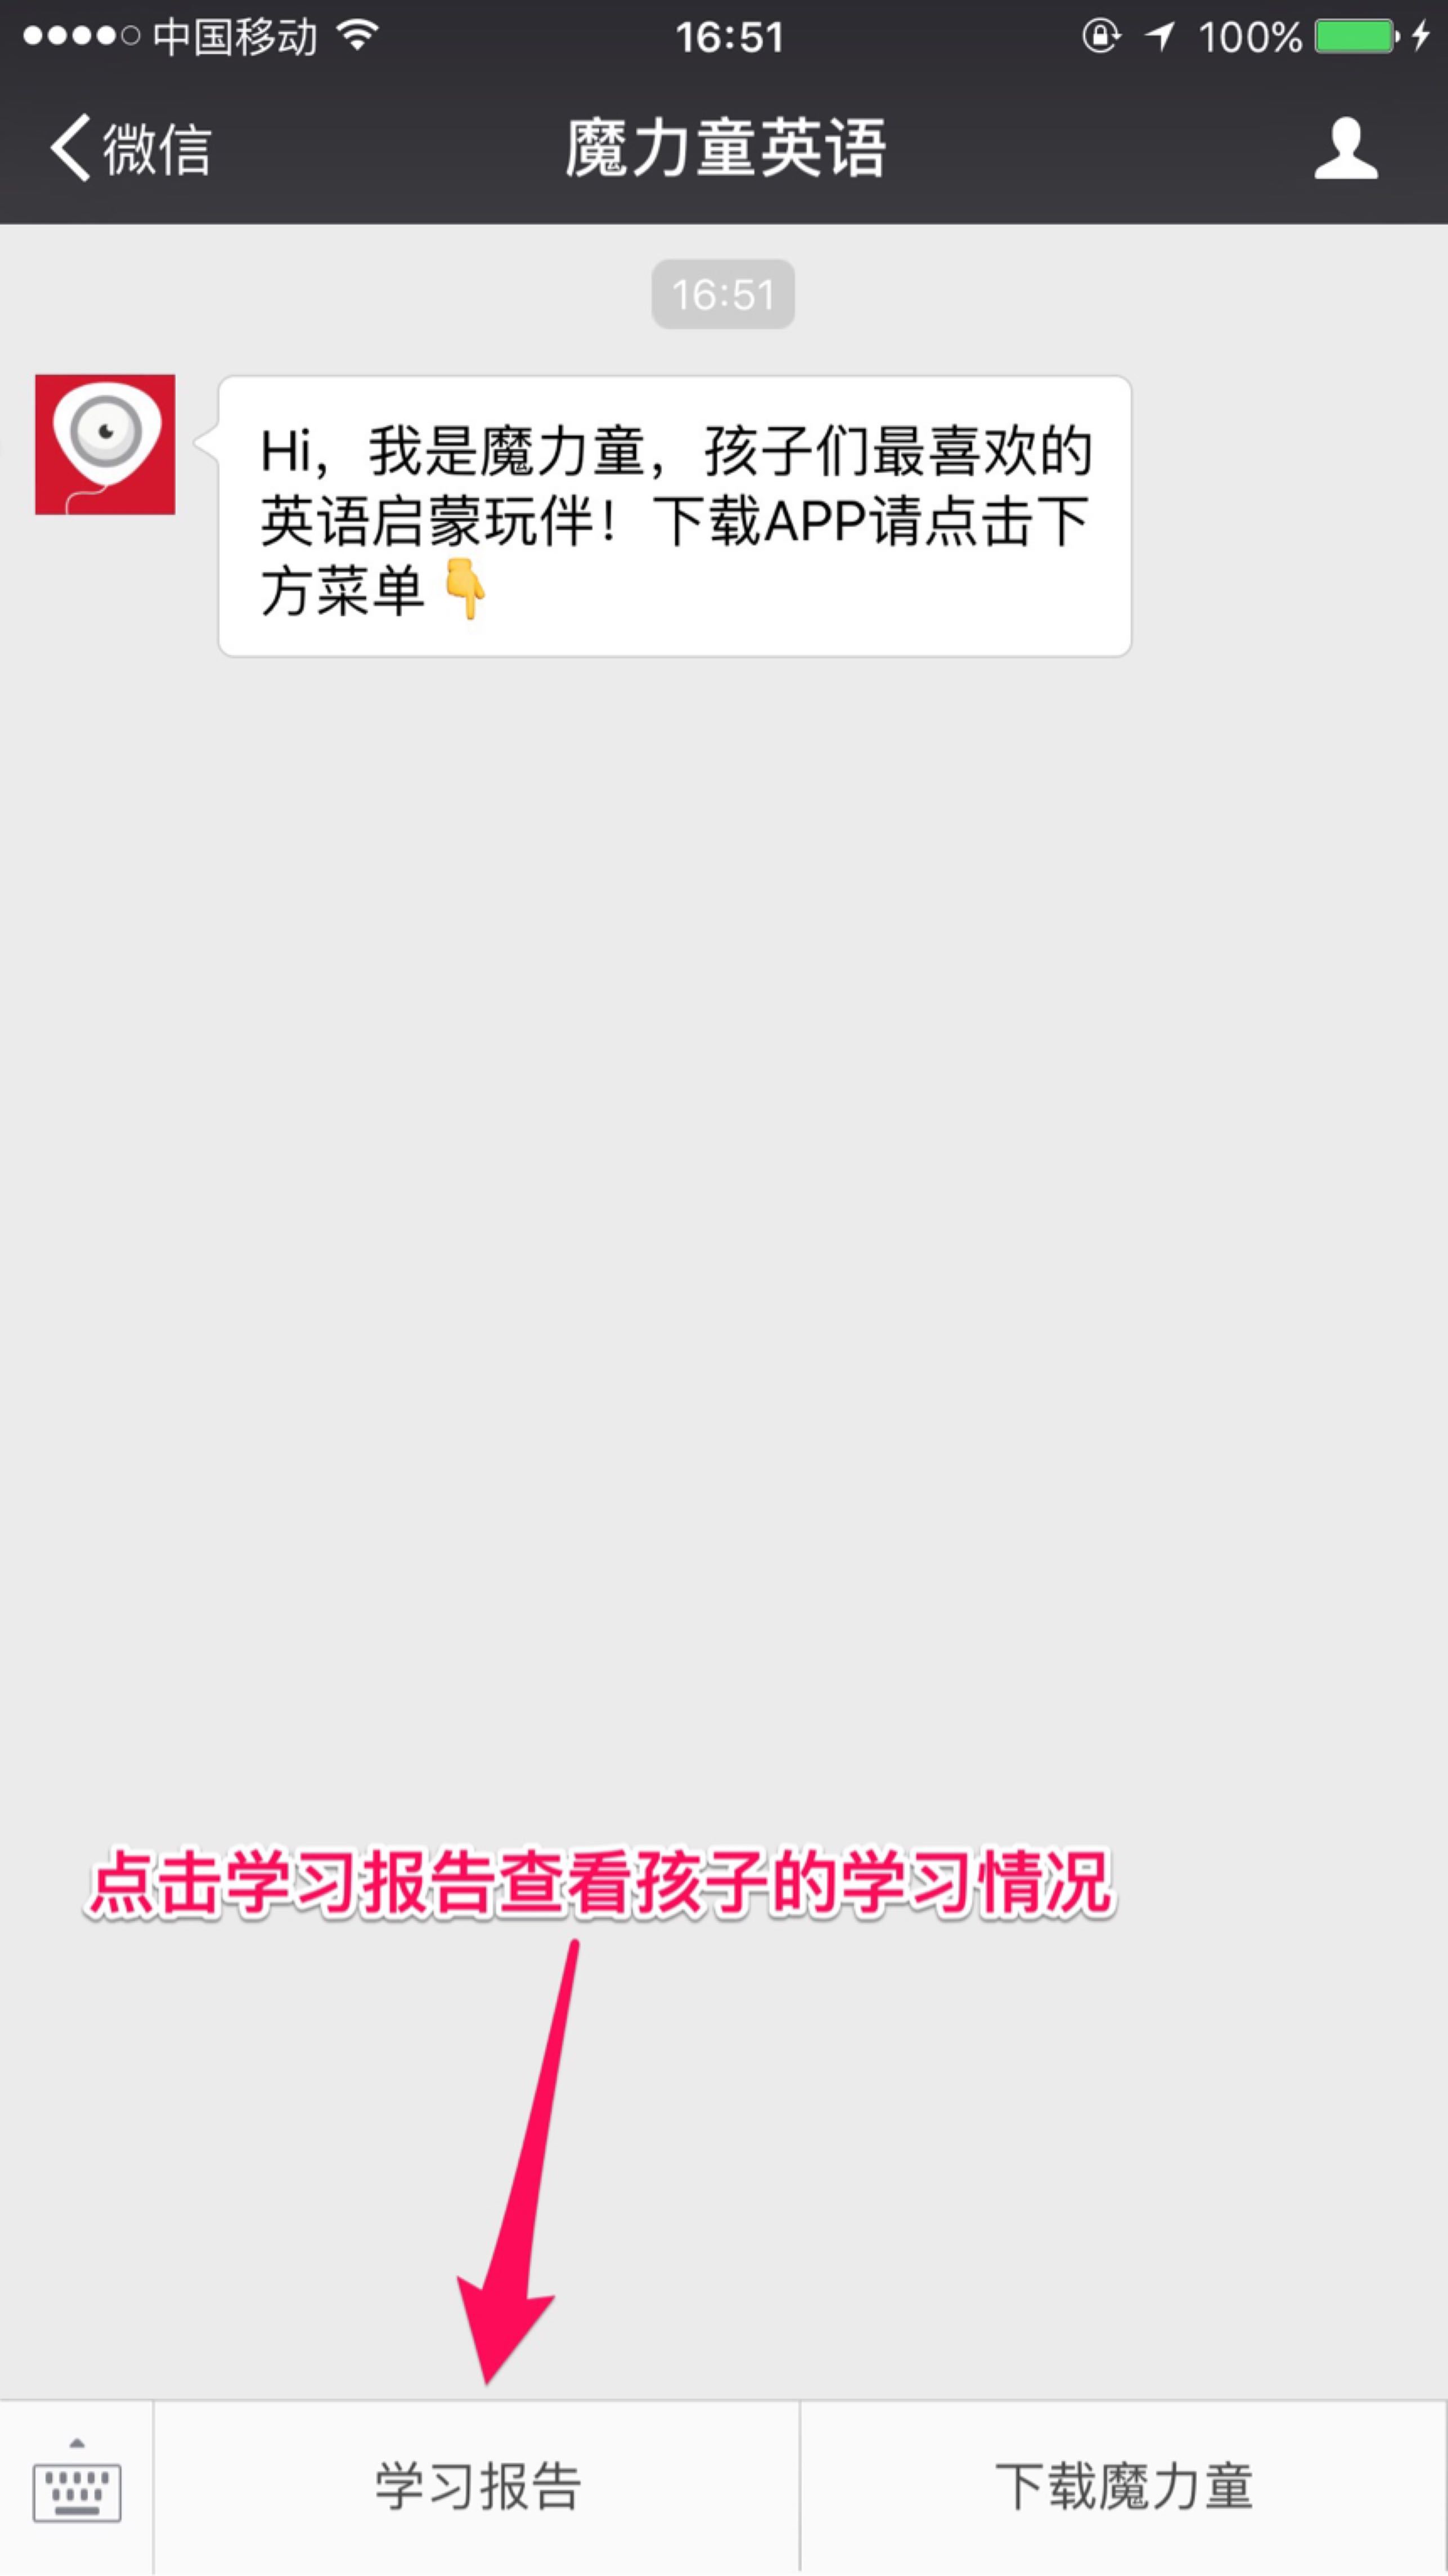 中国移动
16:51
100%
微信
魔力童英语
16:51
Hi，我是魔力童，孩子们最喜欢的
英语启蒙玩伴！下载APP请点击下
方菜单👇
点击学习报告查看孩子的学习情况
学习报告
下载魔力童